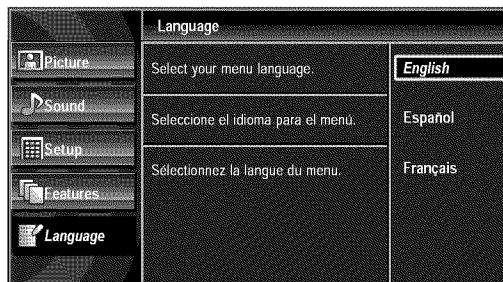 Language
Picture
Sound
Setup
Features
Language
Select your menu language.
Seleccione el idioma para el menú.
Sélectionnez la langue du menu.
English
Español
Français